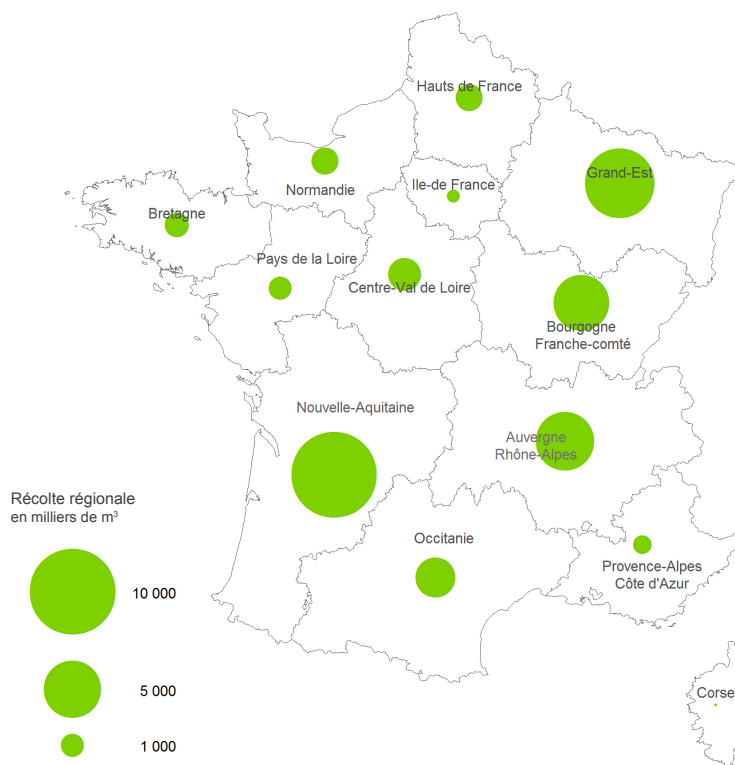 Hauts de France
Grand-Est
Ile-de France
Normandie
Bretagne
Pays de la Loire
Centre-Val de Loire
Bourgogne
Franche-comté
Nouvelle-Aquitaine
Auvergne
Rhône-Alpes
Récolte régionale
en milliers de m³
Occitanie
Provence-Alpes
Côte d'Azur
10 000
5 000
Corse
1 000